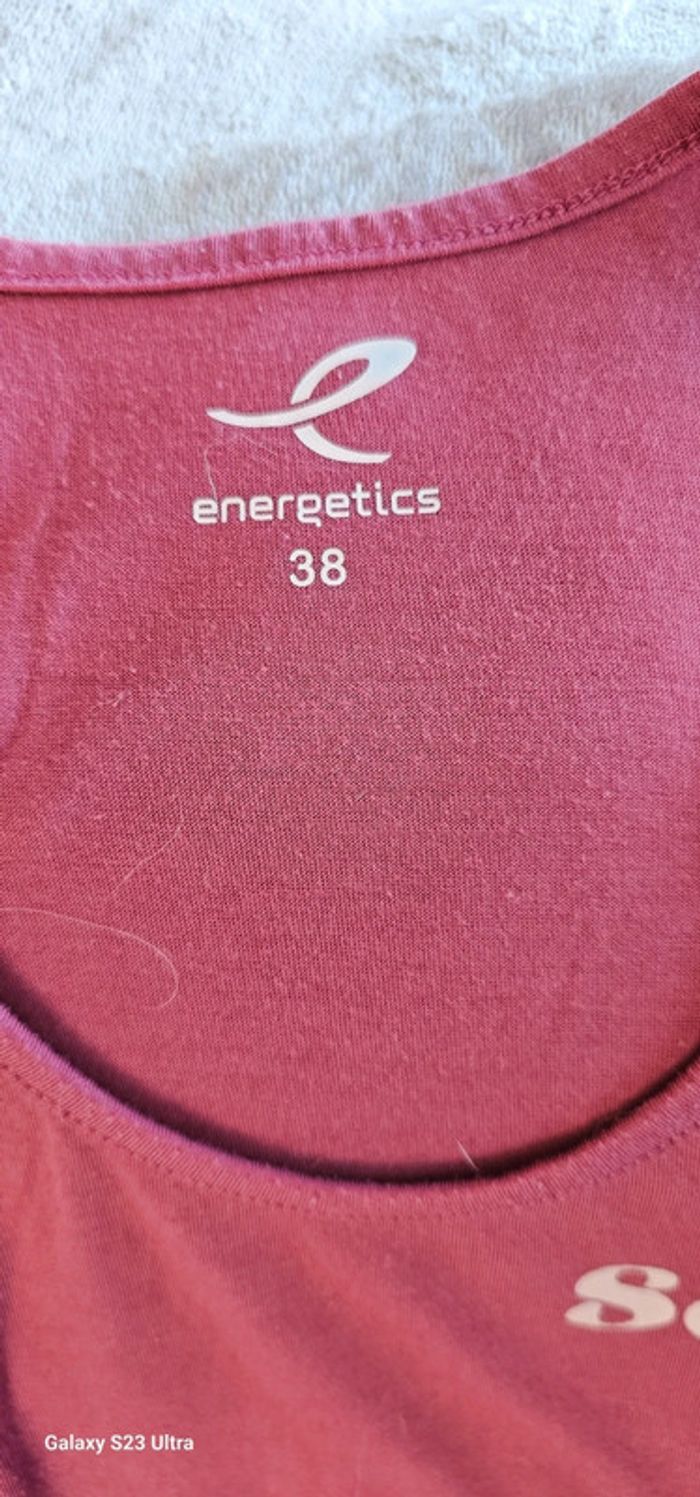 energetics
38
Galaxy S23 Ultra